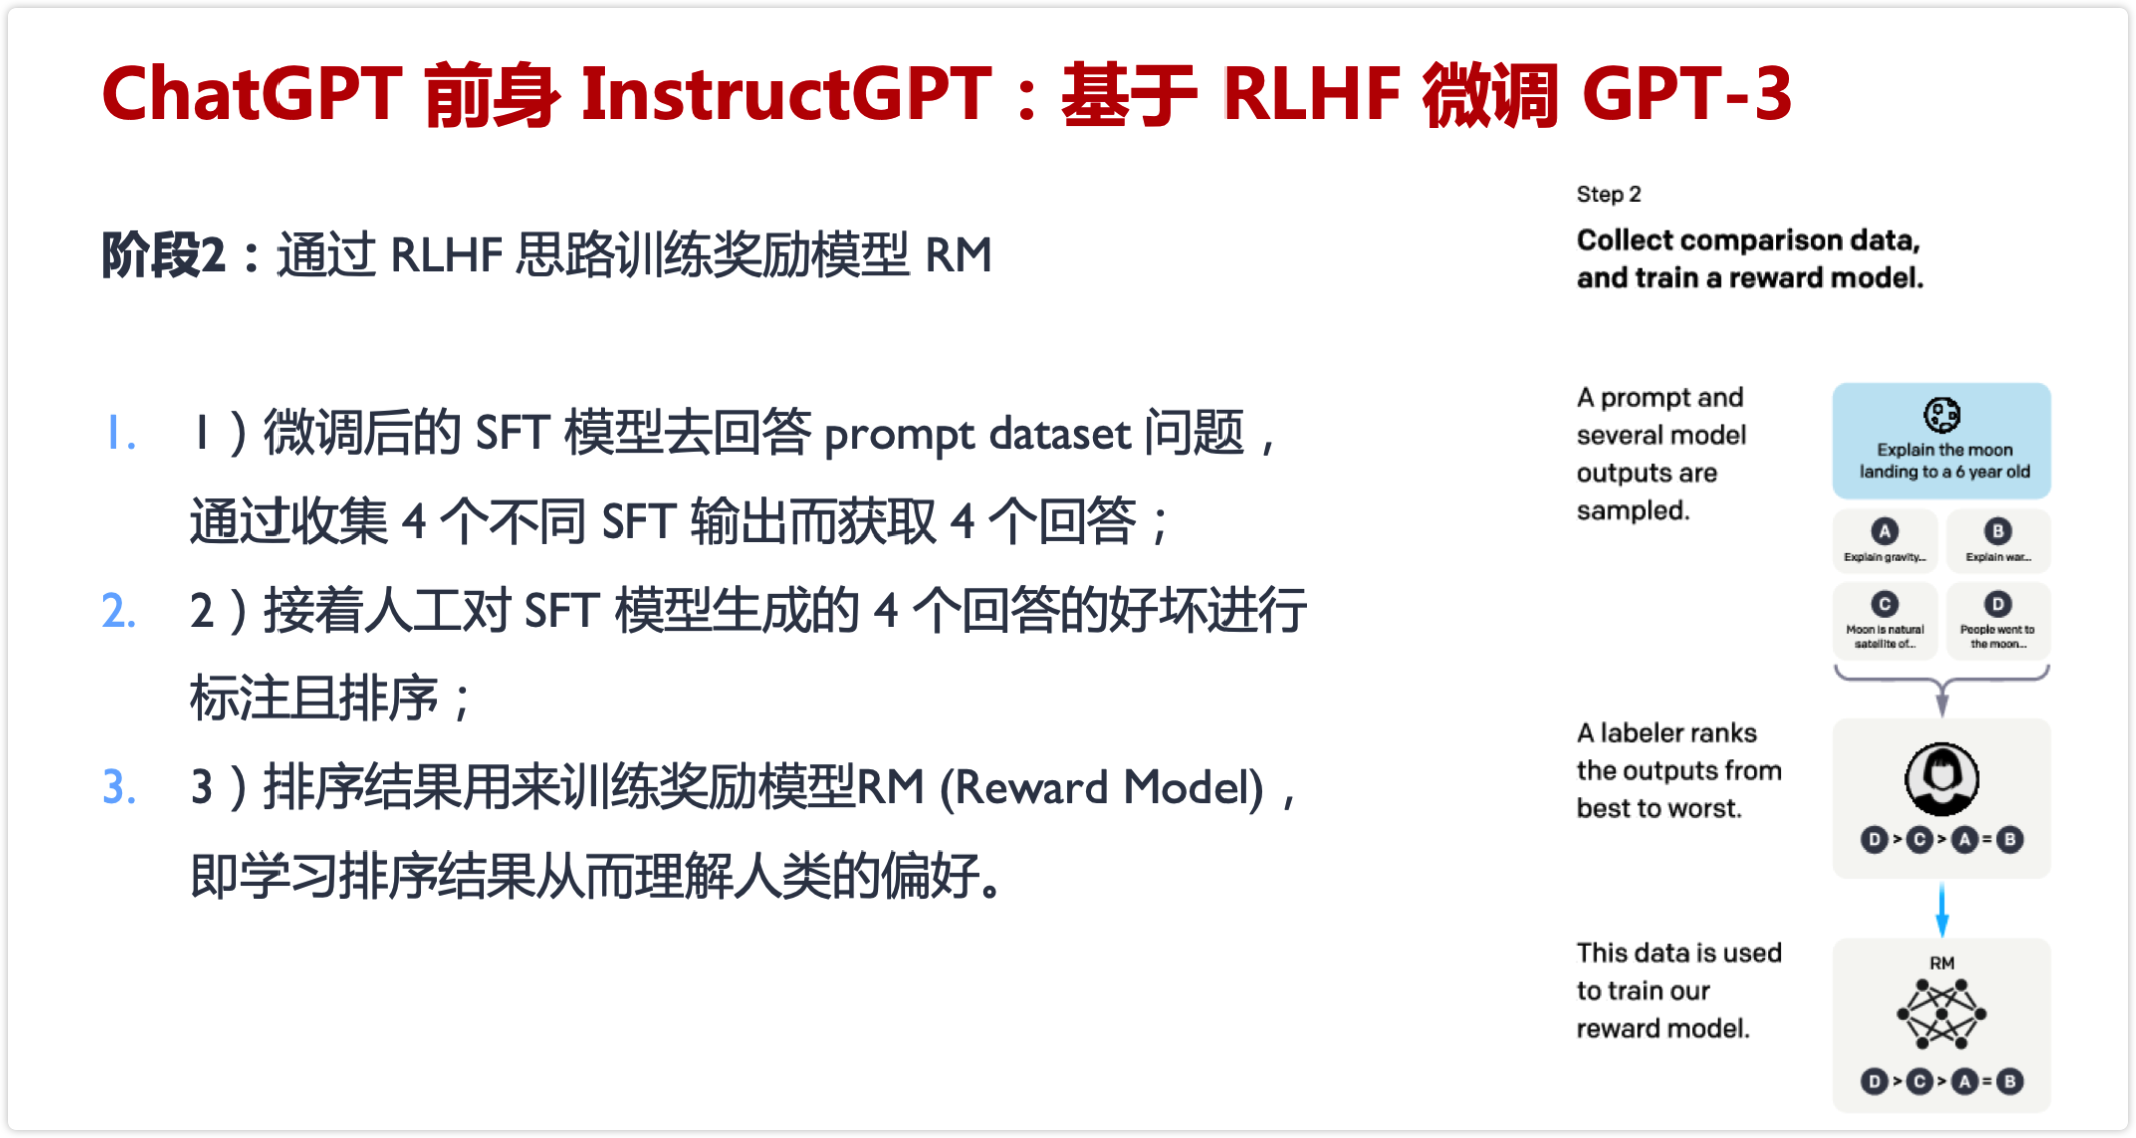 ChatGPT 前身 InstructGPT：基于 RLHF 微调 GPT-3
阶段2：通过 RLHF 思路训练奖励模型 RM
1. 1）微调后的 SFT 模型去回答 prompt dataset 问题，
通过收集 4 个不同 SFT 输出而获取 4 个回答；
2. 2）接着人工对 SFT 模型生成的 4 个回答的好坏进行
标注且排序；
3. 3）排序结果用来训练奖励模型RM (Reward Model)，
即学习排序结果从而理解人类的偏好。
Step 2
Collect comparison data,
and train a reward model.
A prompt and
several model
outputs are
sampled.
Explain the moon
landing to a 6 year old
A
Explain gravity...
B
Explain war...
C
Moon is natural
satellite of...
D
People went to
the moon...
A labeler ranks
the outputs from
best to worst.
D > C > A = B
This data is used
to train our
reward model.
RM
D > C > A = B